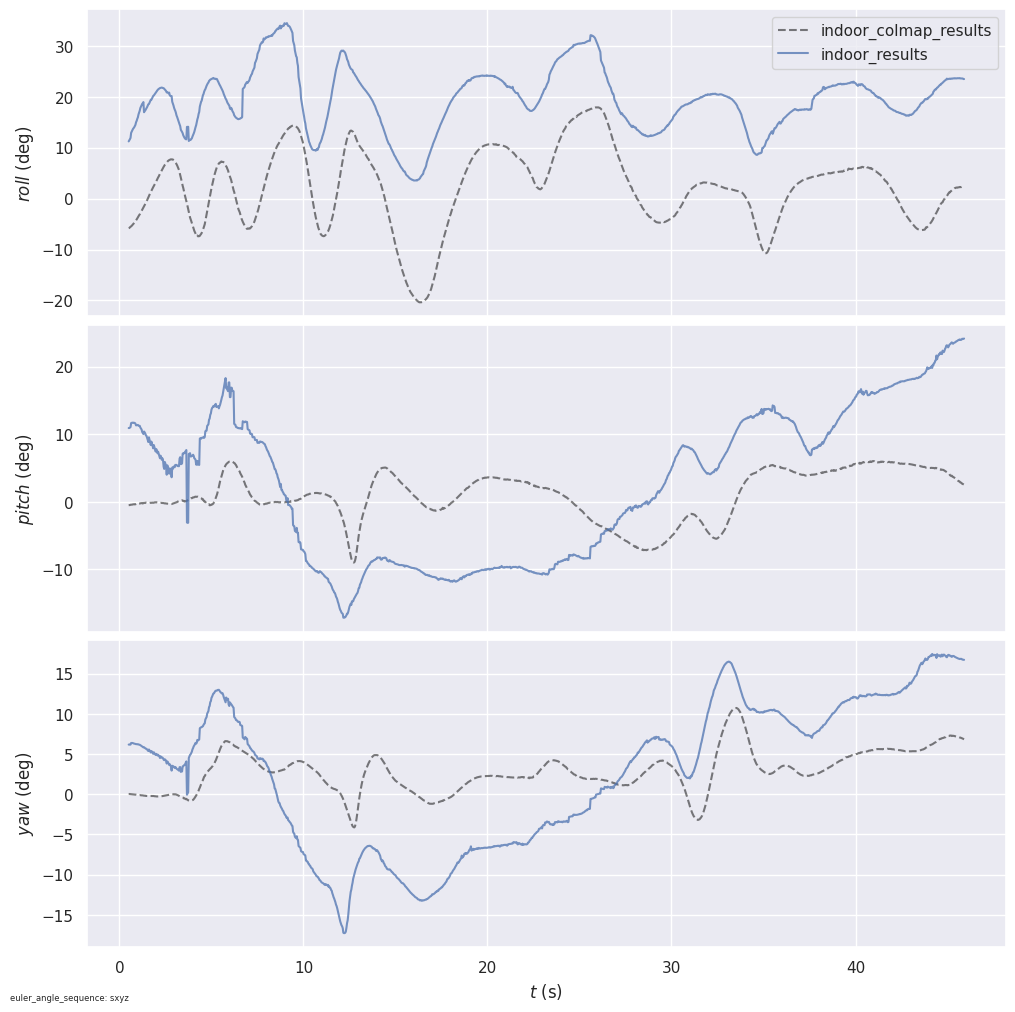 indoor_colmap_results
indoor_results
30
20
10
0
−10
−20
roll (deg)
20
10
0
−10
pitch (deg)
15
10
5
0
−5
−10
−15
yaw (deg)
0 10 20 30 40
t (s)
euler_angle_sequence: sxyz